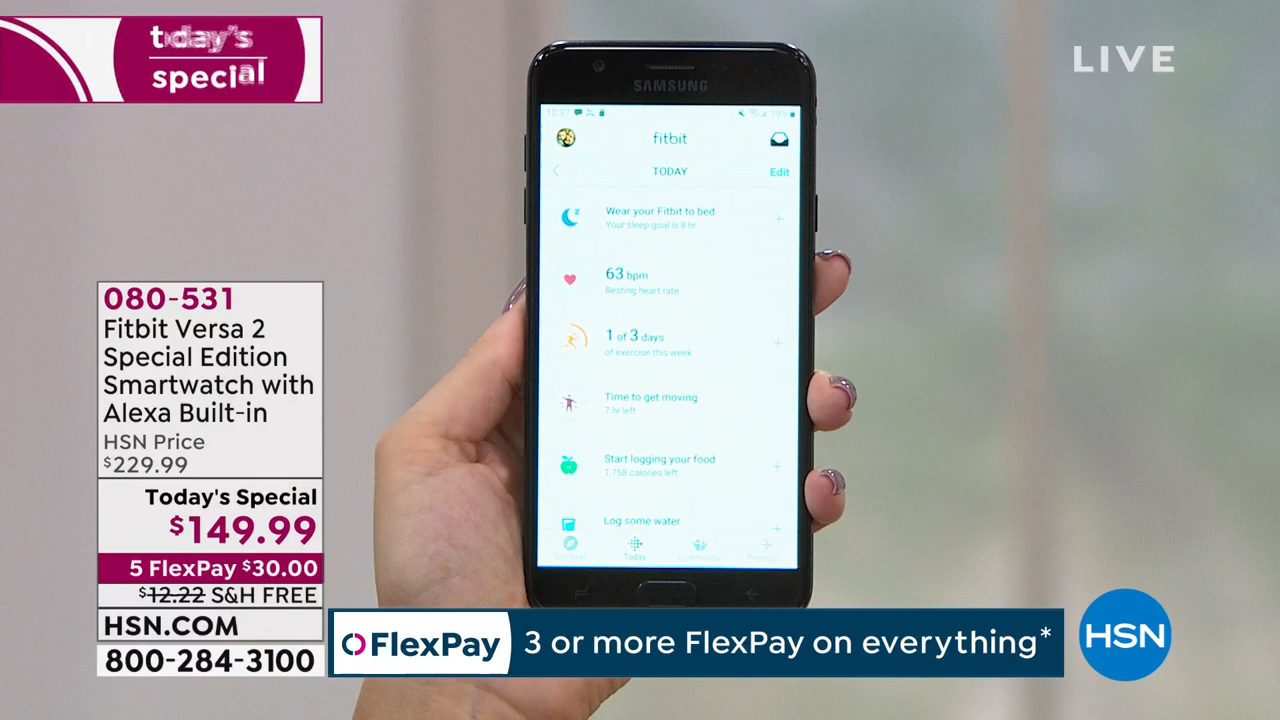 today's
special
LIVE
SAMSUNG
12:37
79%
fitbit
TODAY
Edit
Wear your Fitbit to bed
Your sleep goal is 8 hr
63 bpm
Resting heart rate
1 of 3 days
of exercise this week
Time to get moving
7 hr left
Start logging your food
1,758 calories left
Log some water
Today
080-531
Fitbit Versa 2
Special Edition
Smartwatch with
Alexa Built-in
HSN Price
$229.99
Today's Special
$149.99
5 FlexPay $30.00
$12.22 S&H FREE
HSN.COM
800-284-3100
FlexPay
3 or more FlexPay on everything*
HSN